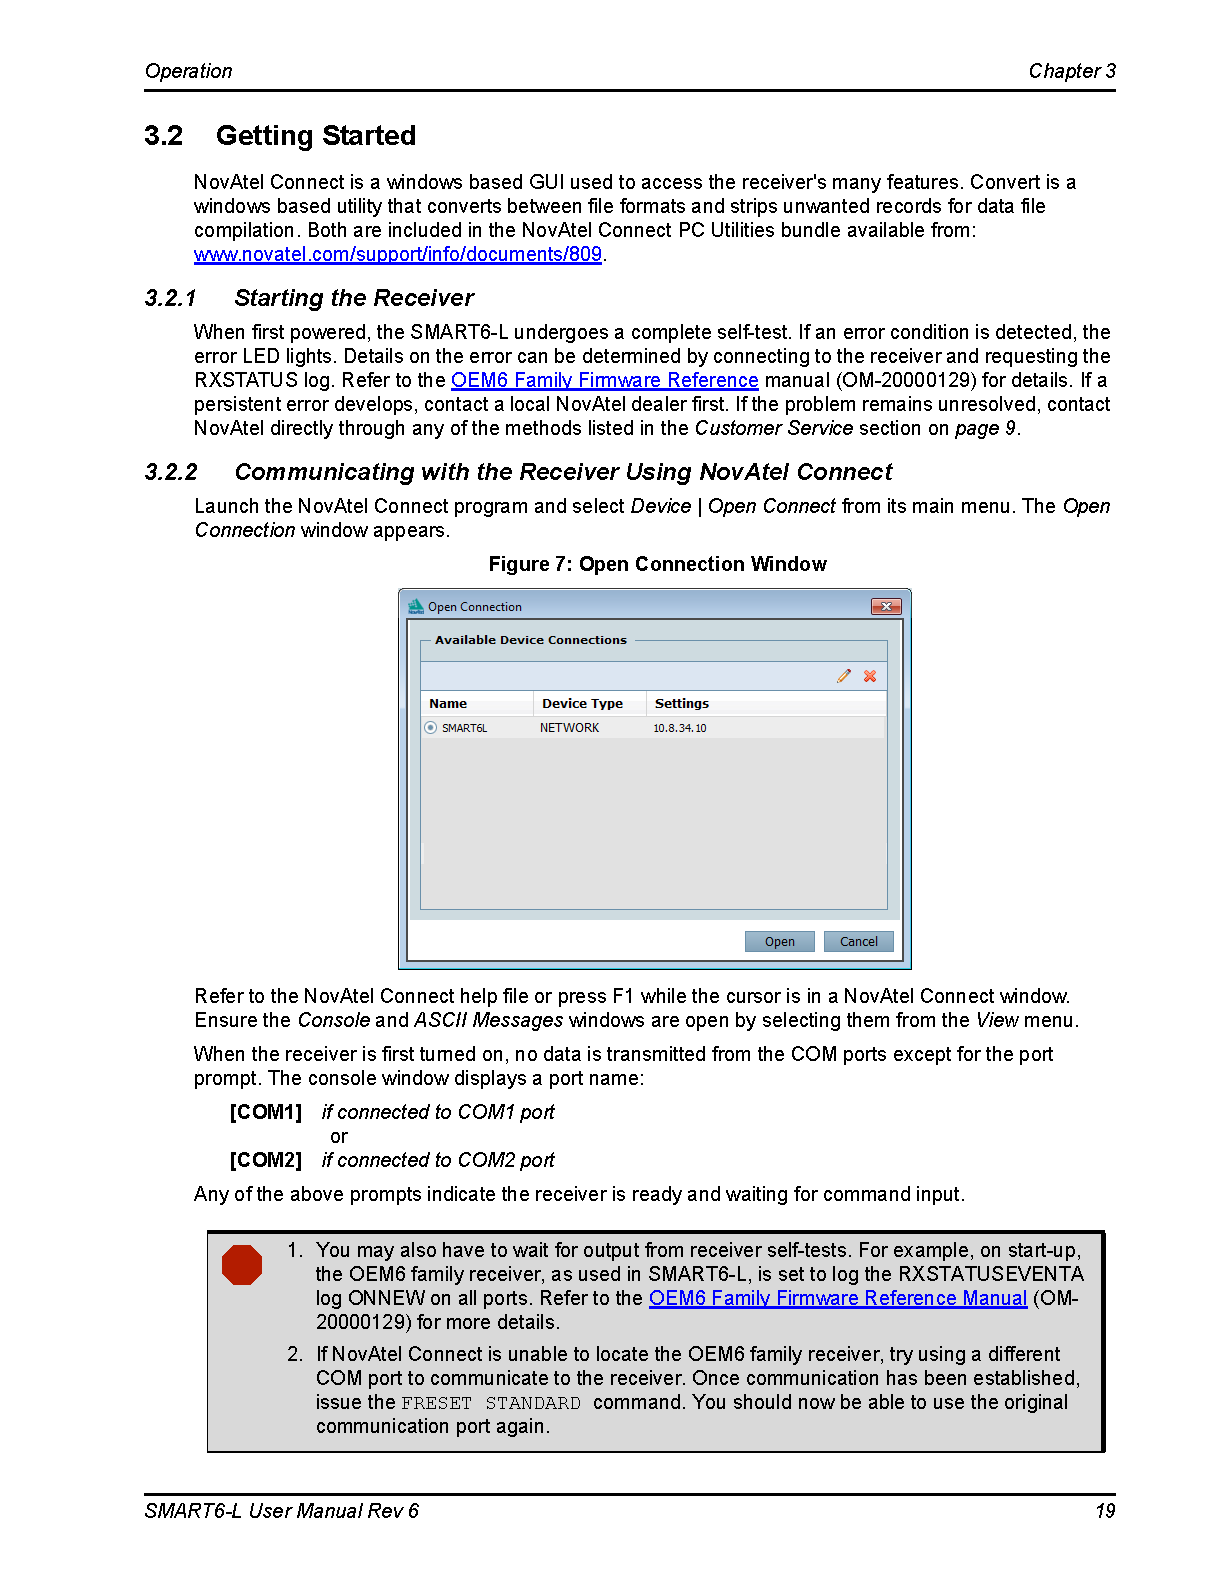 Operation Chapter 3
3.2 Getting Started
NovAtel Connect is a windows based GUI used to access the receiver's many features. Convert is a
windows based utility that converts between file formats and strips unwanted records for data file
compilation. Both are included in the NovAtel Connect PC Utilities bundle available from:
www.novatel.com/support/info/documents/809.
3.2.1 Starting the Receiver
When first powered, the SMART6-L undergoes a complete self-test. If an error condition is detected, the
error LED lights. Details on the error can be determined by connecting to the receiver and requesting the
RXSTATUS log. Refer to the OEM6 Family Firmware Reference manual (OM-20000129) for details. If a
persistent error develops, contact a local NovAtel dealer first. If the problem remains unresolved, contact
NovAtel directly through any of the methods listed in the Customer Service section on page 9.
3.2.2 Communicating with the Receiver Using NovAtel Connect
Launch the NovAtel Connect program and select Device | Open Connect from its main menu. The Open
Connection window appears.
Figure 7: Open Connection Window
Open Connection
Available Device Connections
Name Device Type Settings
SMART6L NETWORK 10.8.34.10
Open Cancel
Refer to the NovAtel Connect help file or press F1 while the cursor is in a NovAtel Connect window.
Ensure the Console and ASCII Messages windows are open by selecting them from the View menu.
When the receiver is first turned on, no data is transmitted from the COM ports except for the port
prompt. The console window displays a port name:
[COM1] if connected to COM1 port
or
[COM2] if connected to COM2 port
Any of the above prompts indicate the receiver is ready and waiting for command input.
1. You may also have to wait for output from receiver self-tests. For example, on start-up,
the OEM6 family receiver, as used in SMART6-L, is set to log the RXSTATUSEVENTA
log ONNEW on all ports. Refer to the OEM6 Family Firmware Reference Manual (OM-
20000129) for more details.
2. If NovAtel Connect is unable to locate the OEM6 family receiver, try using a different
COM port to communicate to the receiver. Once communication has been established,
issue the FRESET STANDARD command. You should now be able to use the original
communication port again.
SMART6-L User Manual Rev 6 19